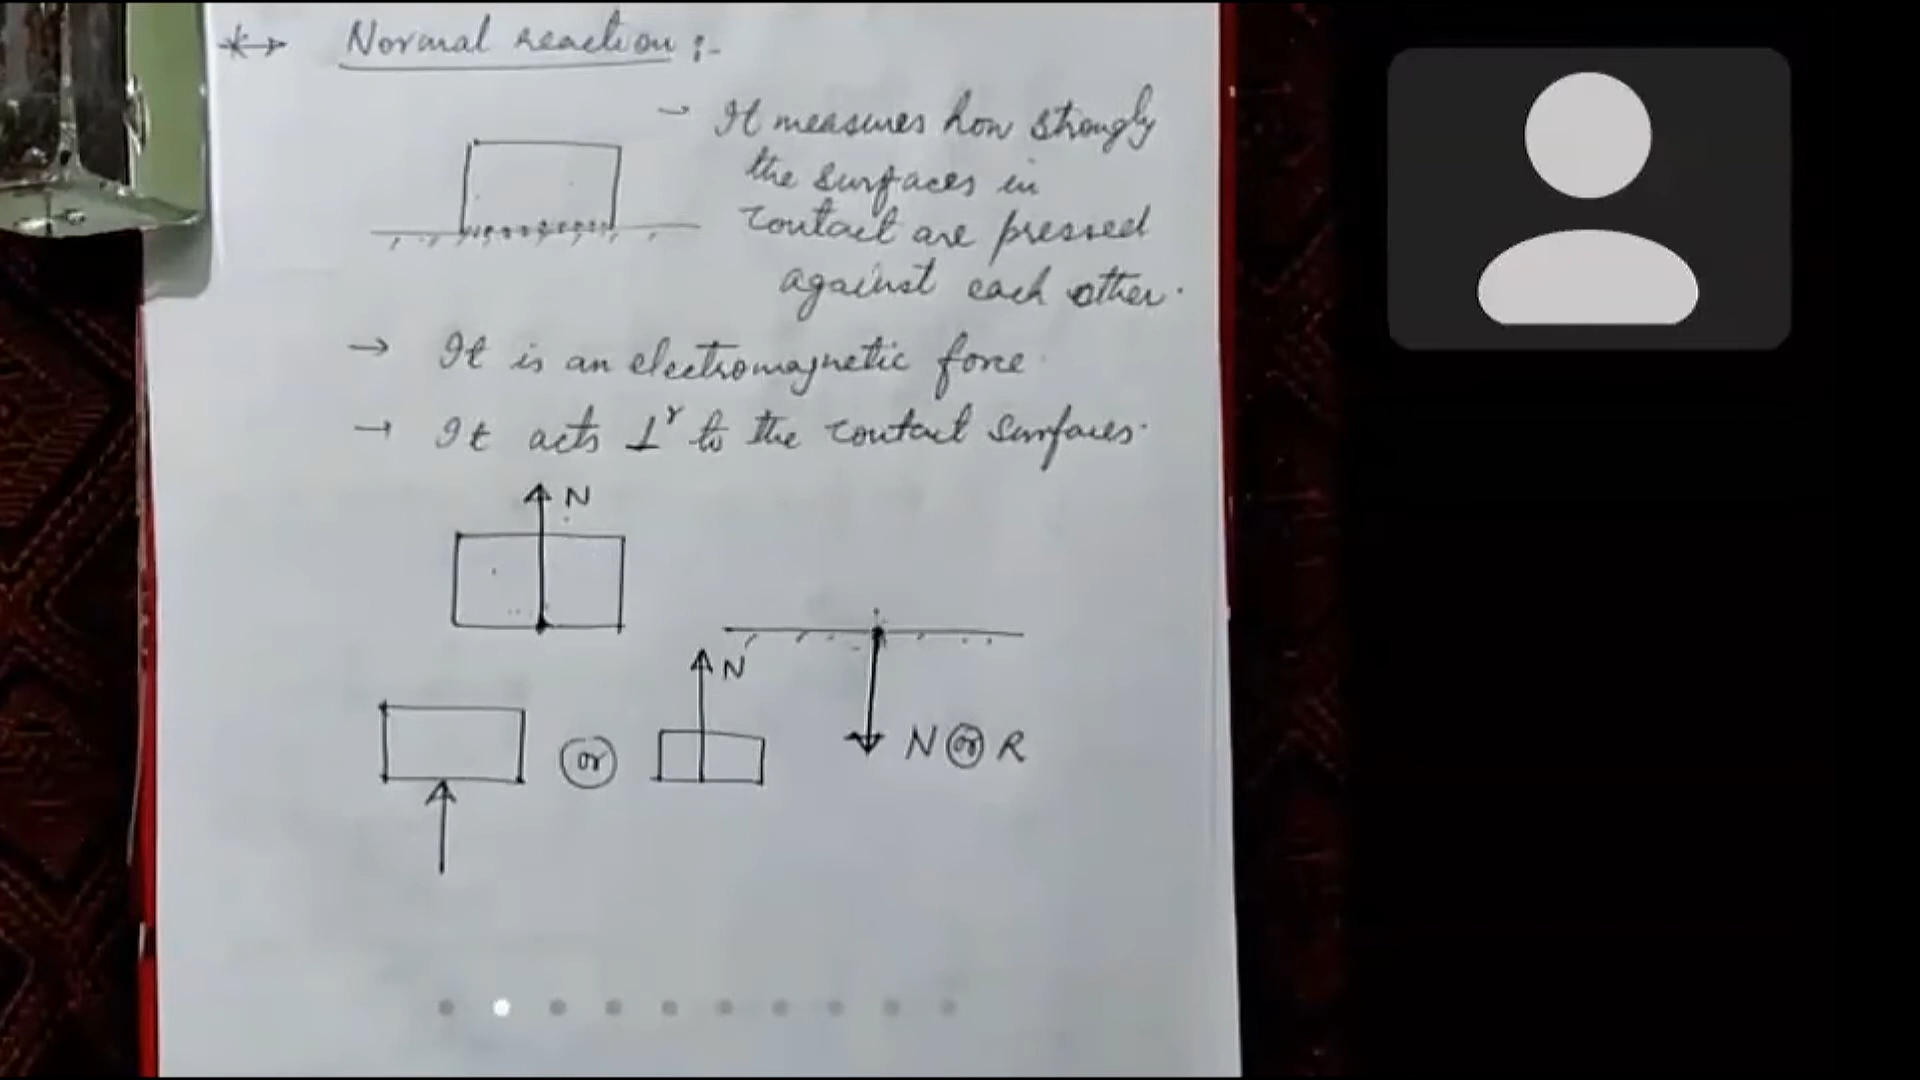 Normal reaction :-
- It measures how strongly
the surfaces in
contact are pressed
against each other.
→ It is an electromagnetic force.
→ It acts ⊥ʳ to the contact surfaces.
N
N
or
N or R